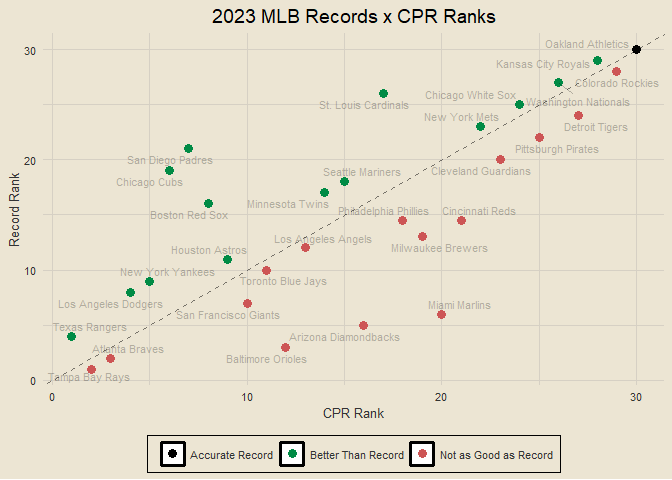 2023 MLB Records x CPR Ranks
Record Rank
30
20
10
0
Oakland Athletics
Kansas City Royals
Colorado Rockies
Chicago White Sox
Washington Nationals
St. Louis Cardinals
New York Mets
Detroit Tigers
Pittsburgh Pirates
San Diego Padres
Seattle Mariners
Cleveland Guardians
Chicago Cubs
Minnesota Twins
Boston Red Sox
Philadelphia Phillies
Cincinnati Reds
Los Angeles Angels
Milwaukee Brewers
Houston Astros
New York Yankees
Toronto Blue Jays
Los Angeles Dodgers
San Francisco Giants
Miami Marlins
Texas Rangers
Arizona Diamondbacks
Atlanta Braves
Baltimore Orioles
Tampa Bay Rays
0
10
20
30
CPR Rank
Accurate Record
Better Than Record
Not as Good as Record